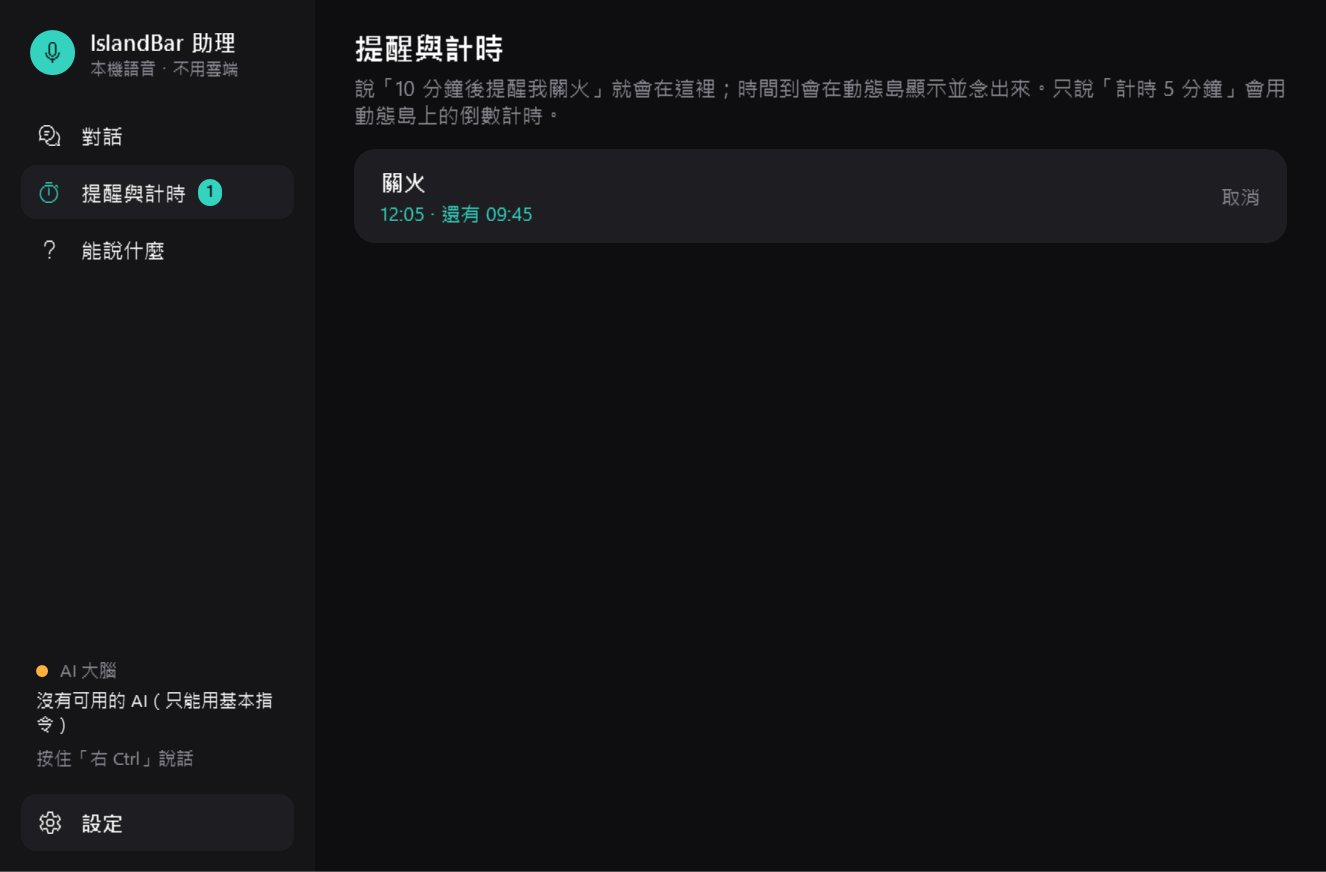 IslandBar 助理
本機語音 · 不用雲端
對話
提醒與計時 1
能說什麼
AI 大腦
沒有可用的 AI（只能用基本指
令）
按住「右 Ctrl」說話
設定
提醒與計時
說「10 分鐘後提醒我關火」就會在這裡；時間到會在動態島顯示並念出來。只說「計時 5 分鐘」會用
動態島上的倒數計時。
關火
12:05 · 還有 09:45
取消